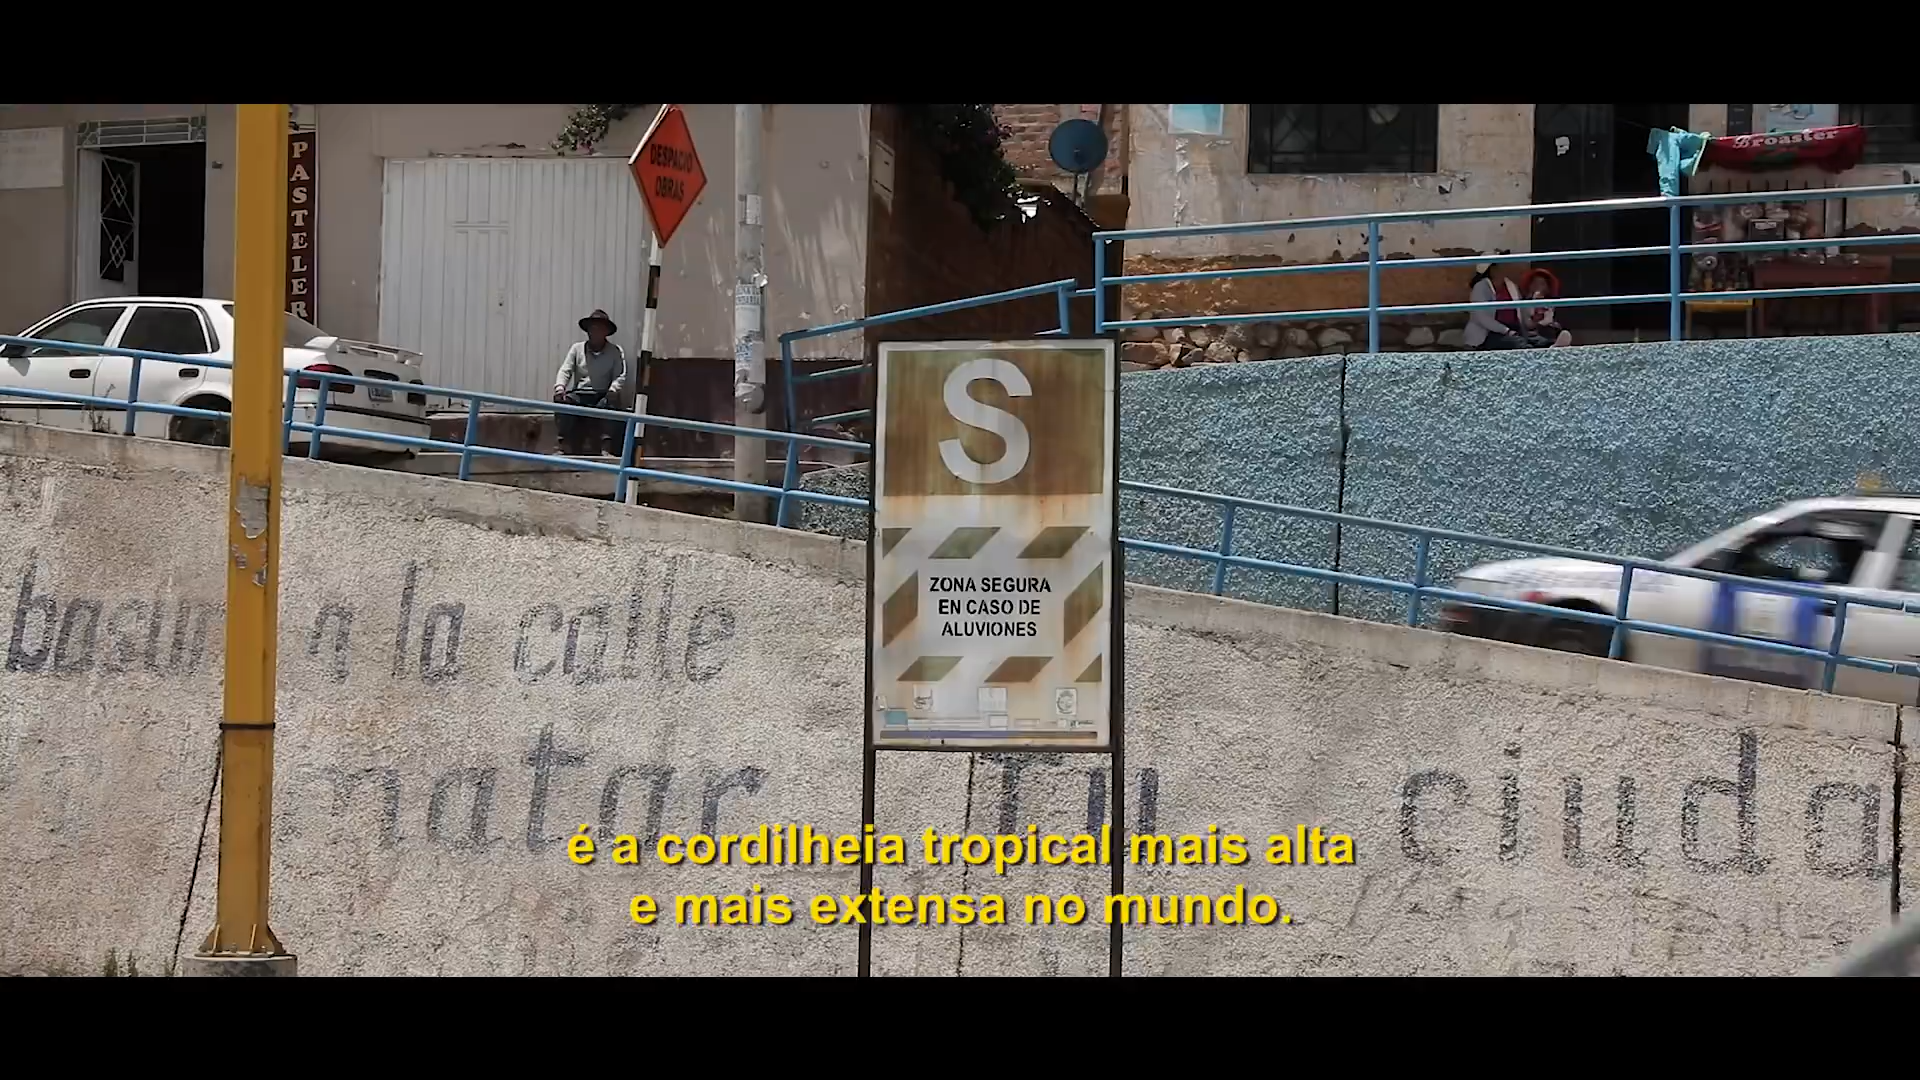 PASTELER
DESPACIO
OBRAS
Broaster
S
ZONA SEGURA
EN CASO DE
ALUVIONES
la calle
matar tu ciuda
é a cordilheia tropical mais alta
e mais extensa no mundo.